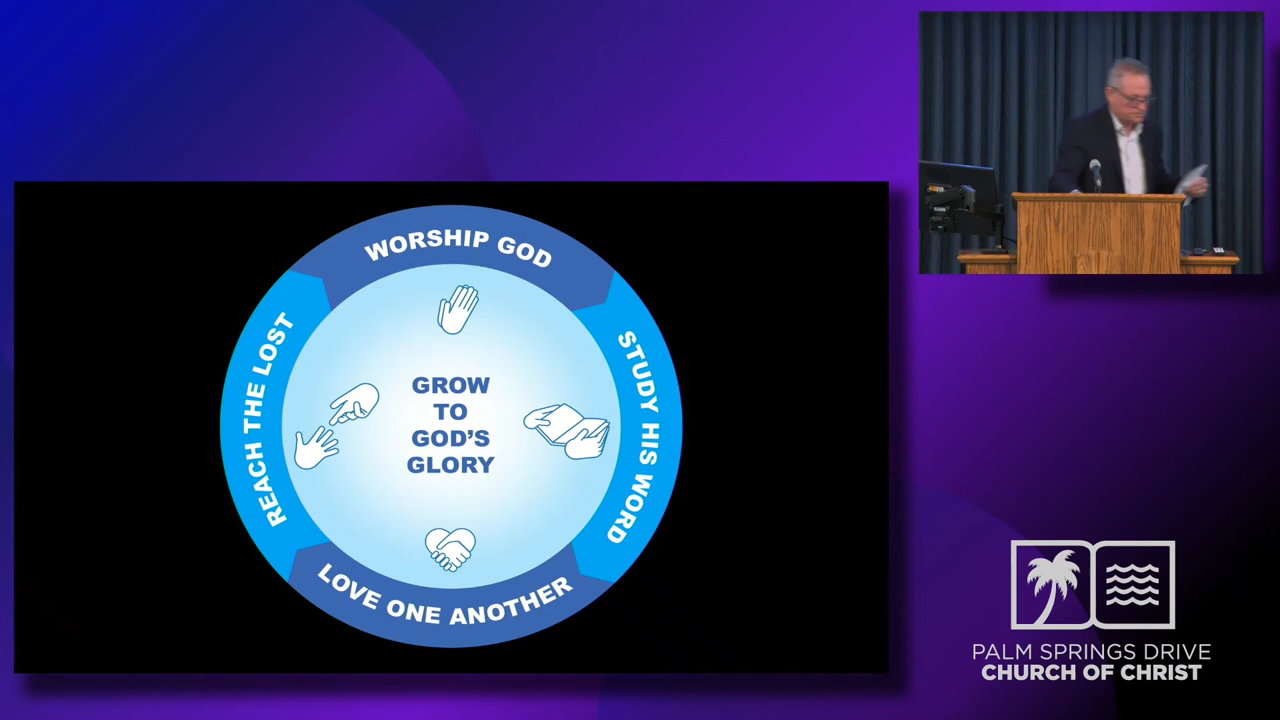 WORSHIP GOD
STUDY HIS WORD
LOVE ONE ANOTHER
REACH THE LOST
GROW
TO
GOD'S
GLORY
PALM SPRINGS DRIVE
CHURCH OF CHRIST